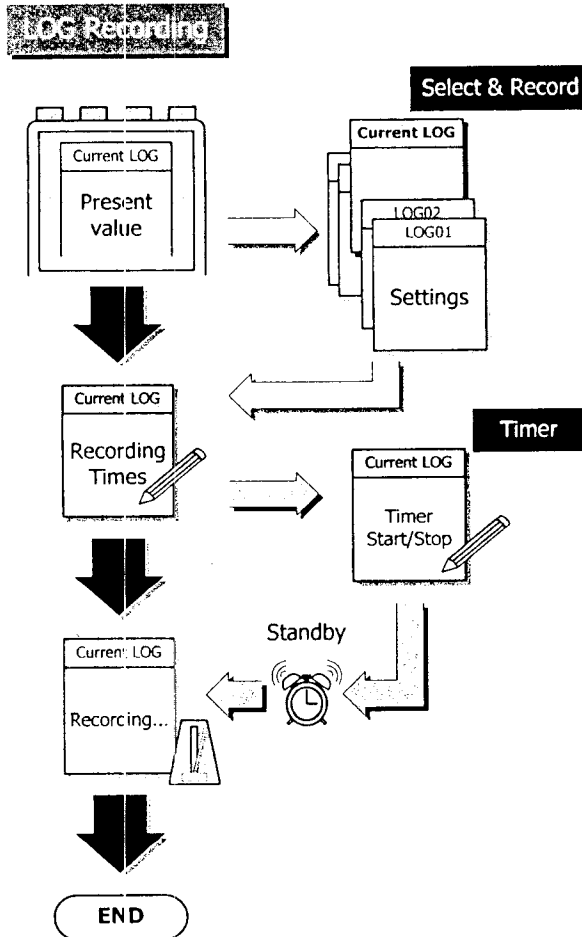 LOG Recording
Select & Record
Current LOG
Present
value
Current LOG
LOG02
LOG01
Settings
Current LOG
Recording
Times
Timer
Current LOG
Timer
Start/Stop
Standby
Current LOG
Recording...
END